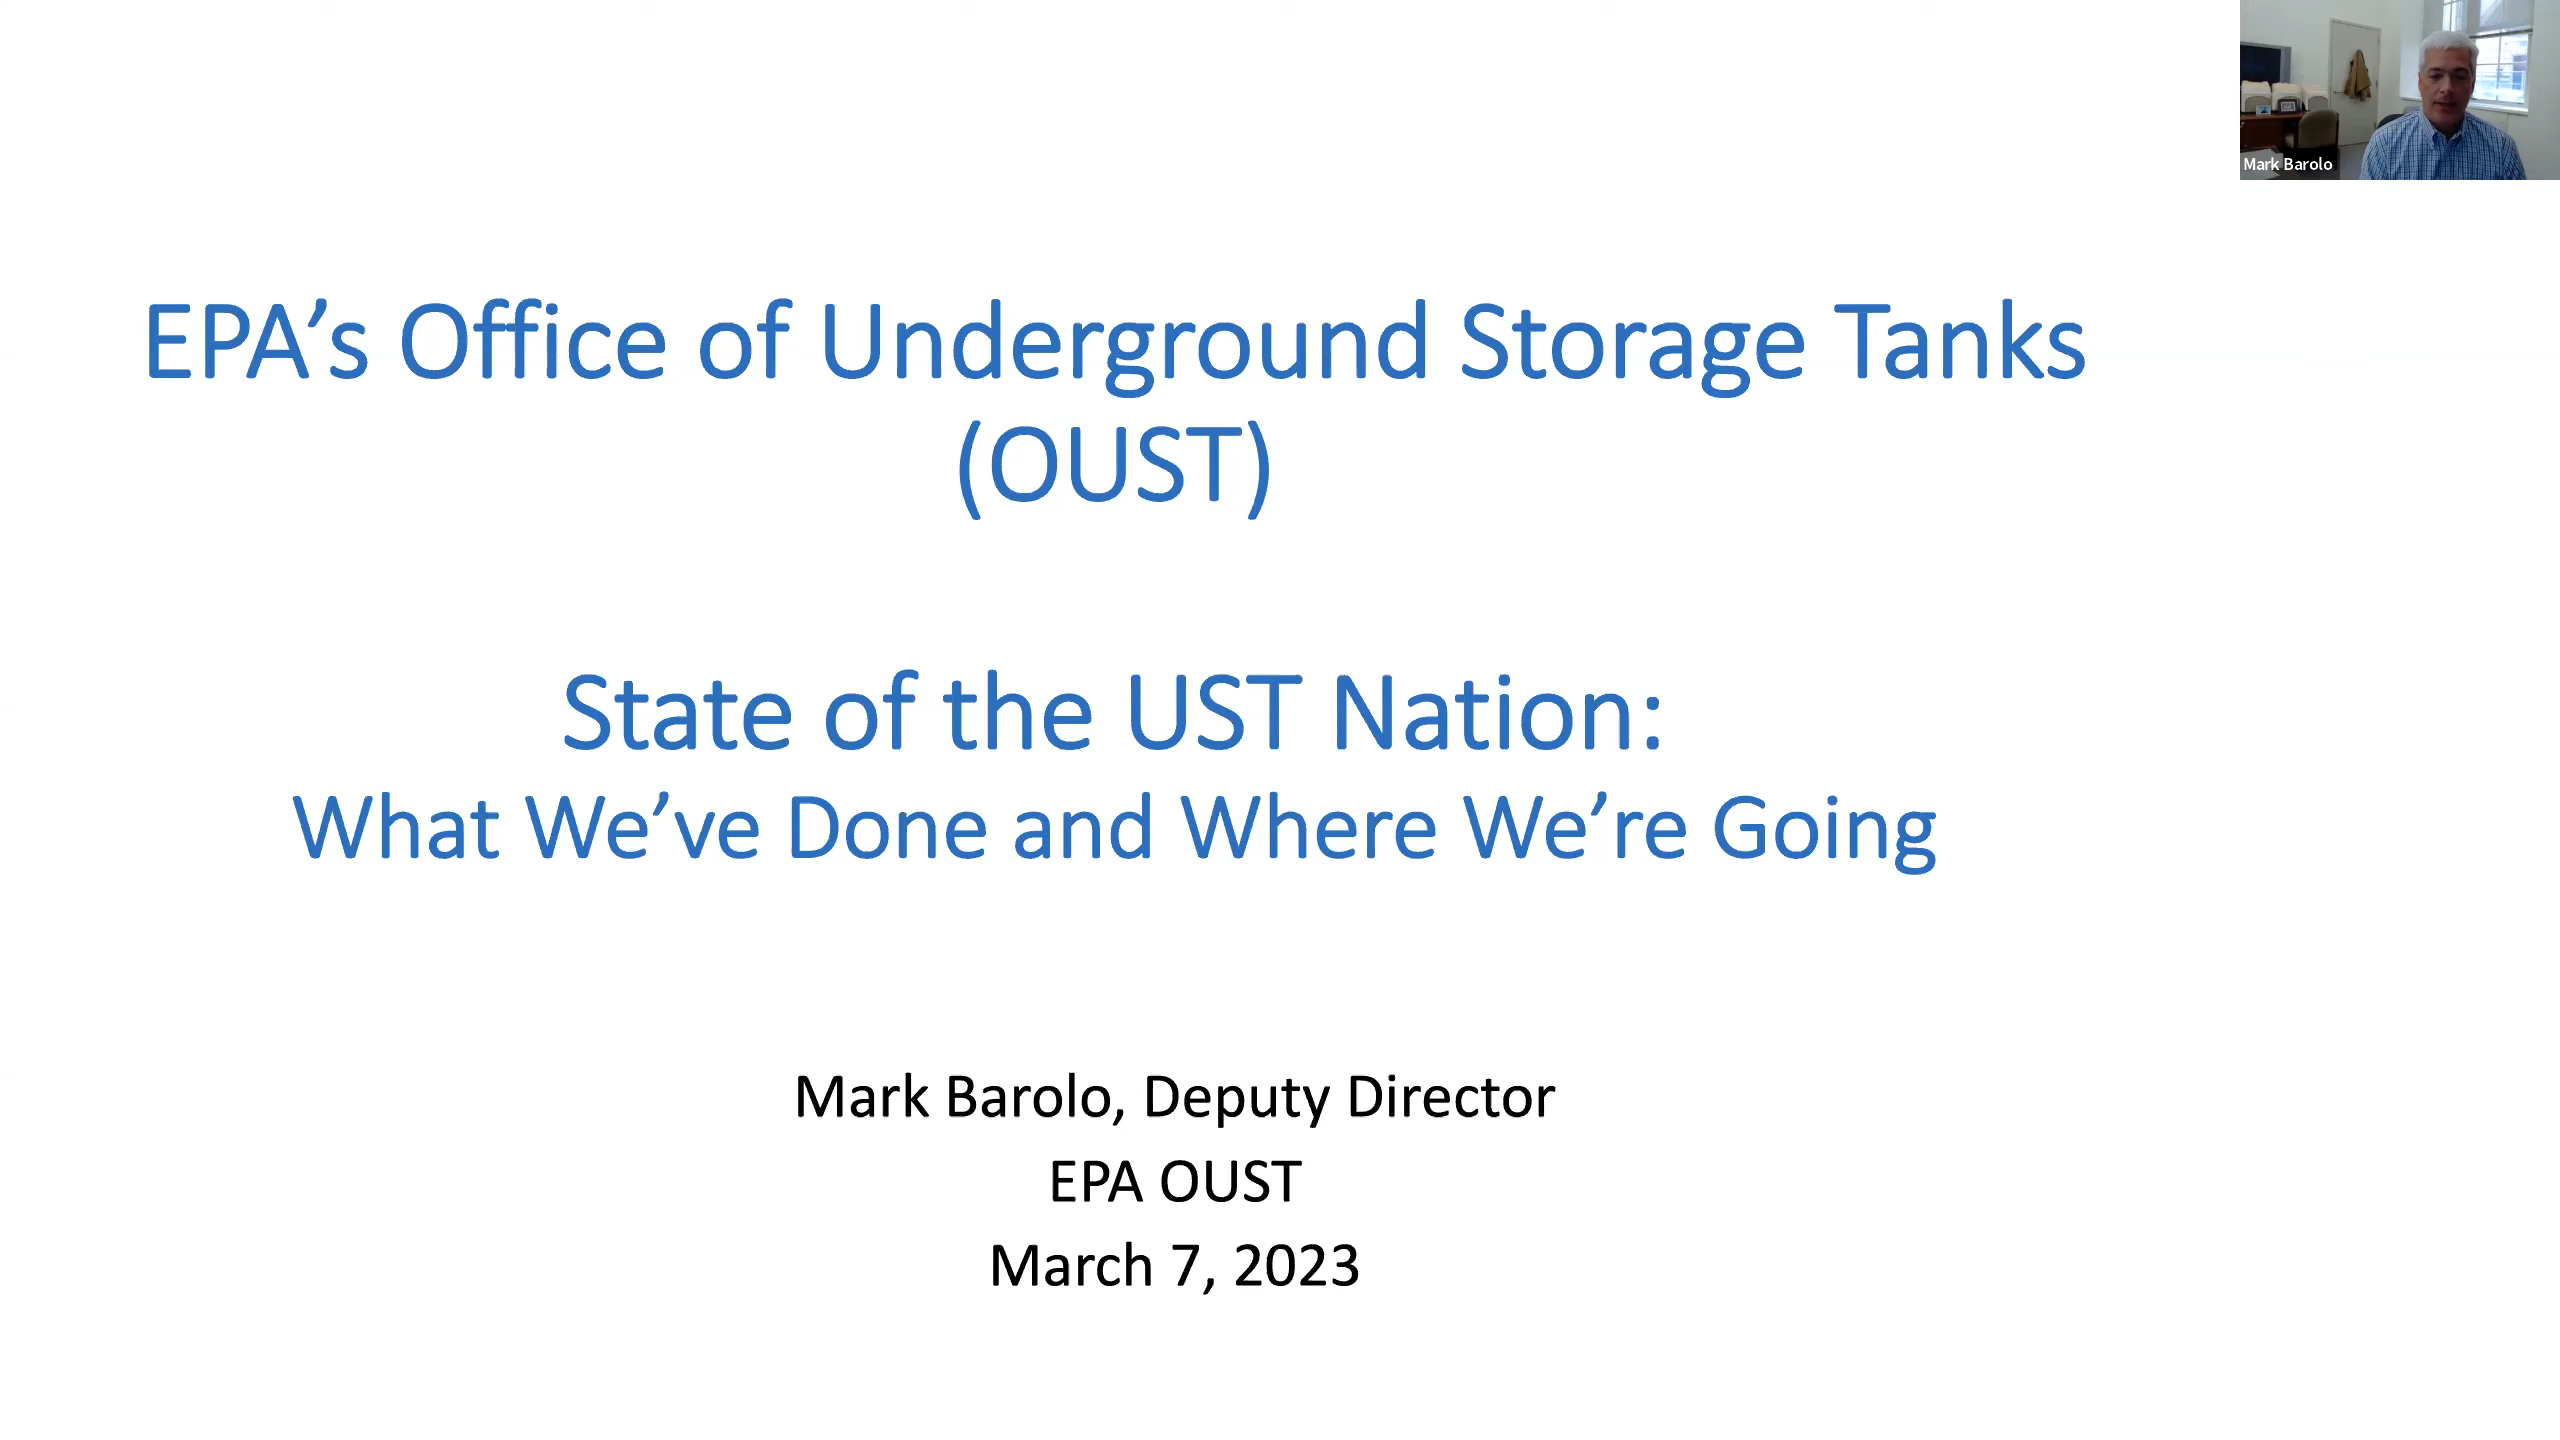 Mark Barolo
EPA’s Office of Underground Storage Tanks
(OUST)
State of the UST Nation:
What We’ve Done and Where We’re Going
Mark Barolo, Deputy Director
EPA OUST
March 7, 2023